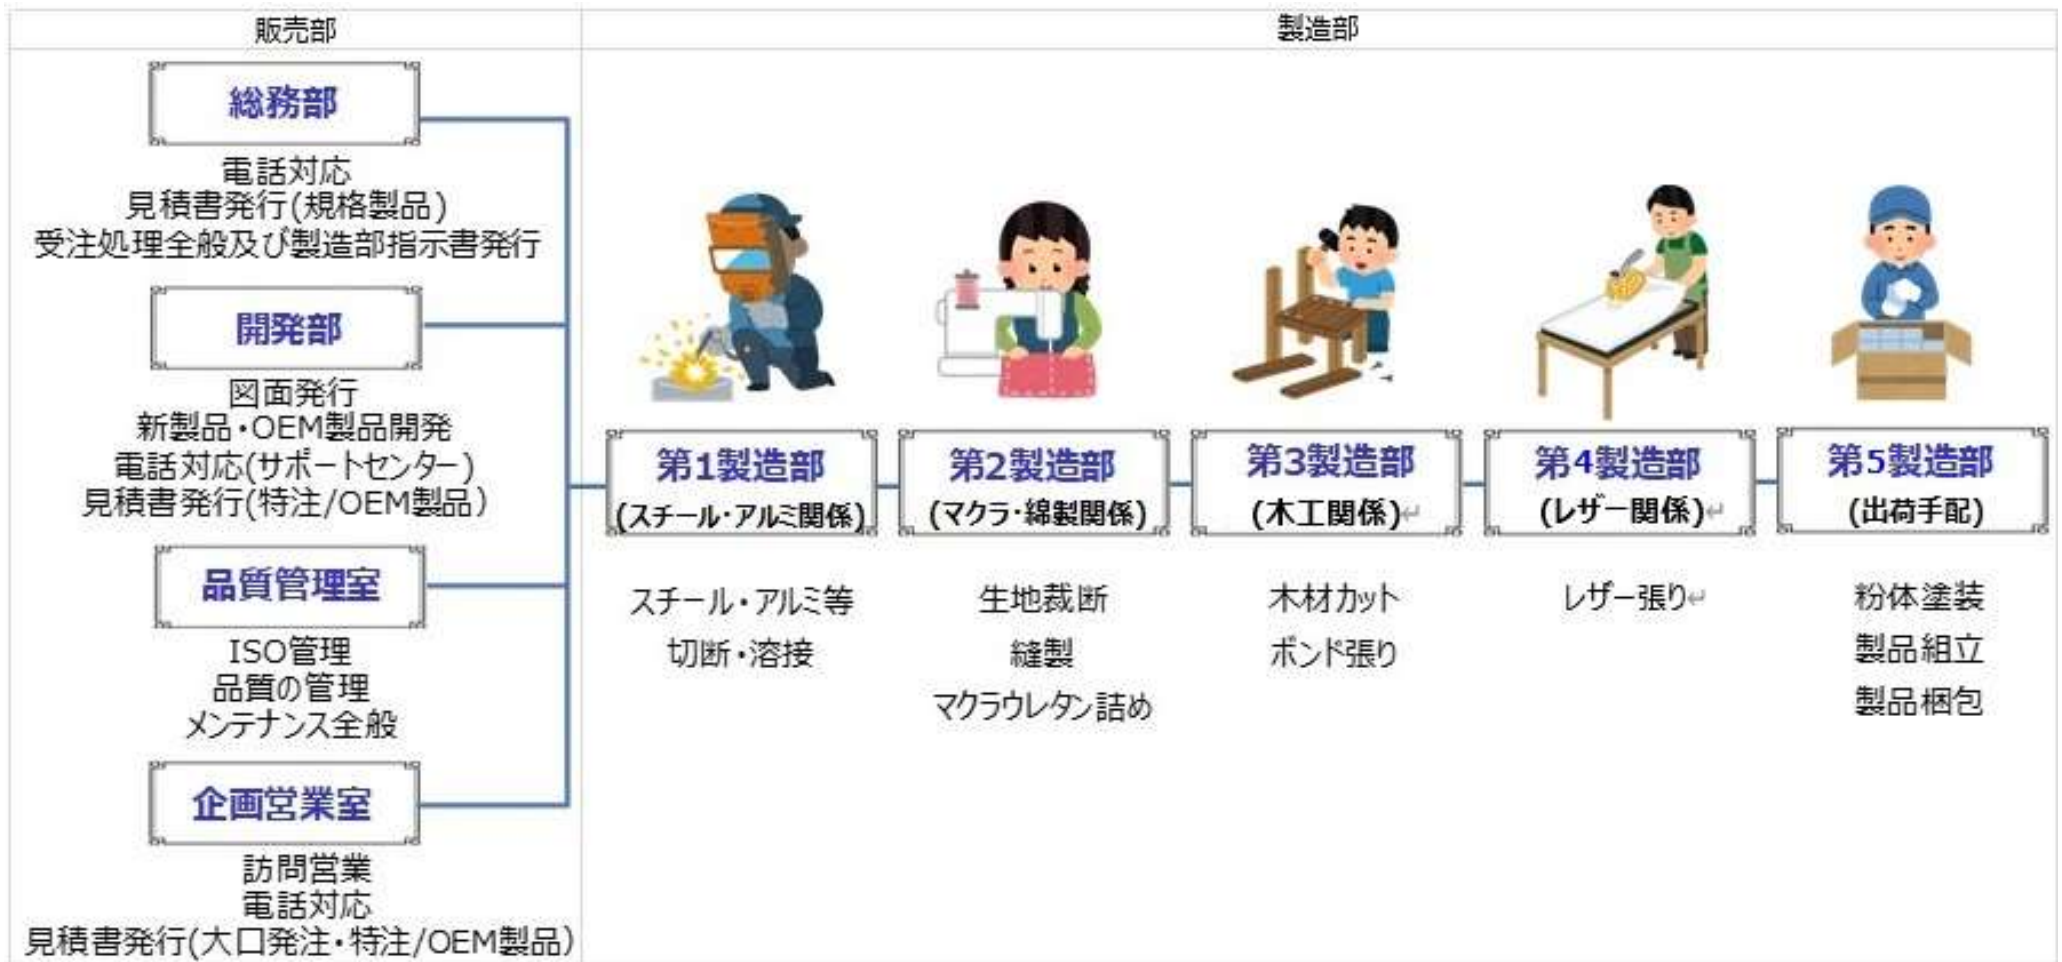 販売部
製造部
総務部
電話対応
見積書発行(規格製品)
受注処理全般及び製造部指示書発行
開発部
図面発行
新製品・OEM製品開発
電話対応(サポートセンター)
見積書発行(特注/OEM製品)
品質管理室
ISO管理
品質の管理
メンテナンス全般
企画営業室
訪問営業
電話対応
見積書発行(大口発注・特注/OEM製品)
第1製造部
(スチール・アルミ関係)
スチール・アルミ等
切断・溶接
第2製造部
(マクラ・綿製関係)
生地裁断
縫製
マクラウレタン詰め
第3製造部
(木工関係)↵
木材カット
ボンド張り
第4製造部
(レザー関係)↵
レザー張り↵
第5製造部
(出荷手配)
粉体塗装
製品組立
製品梱包